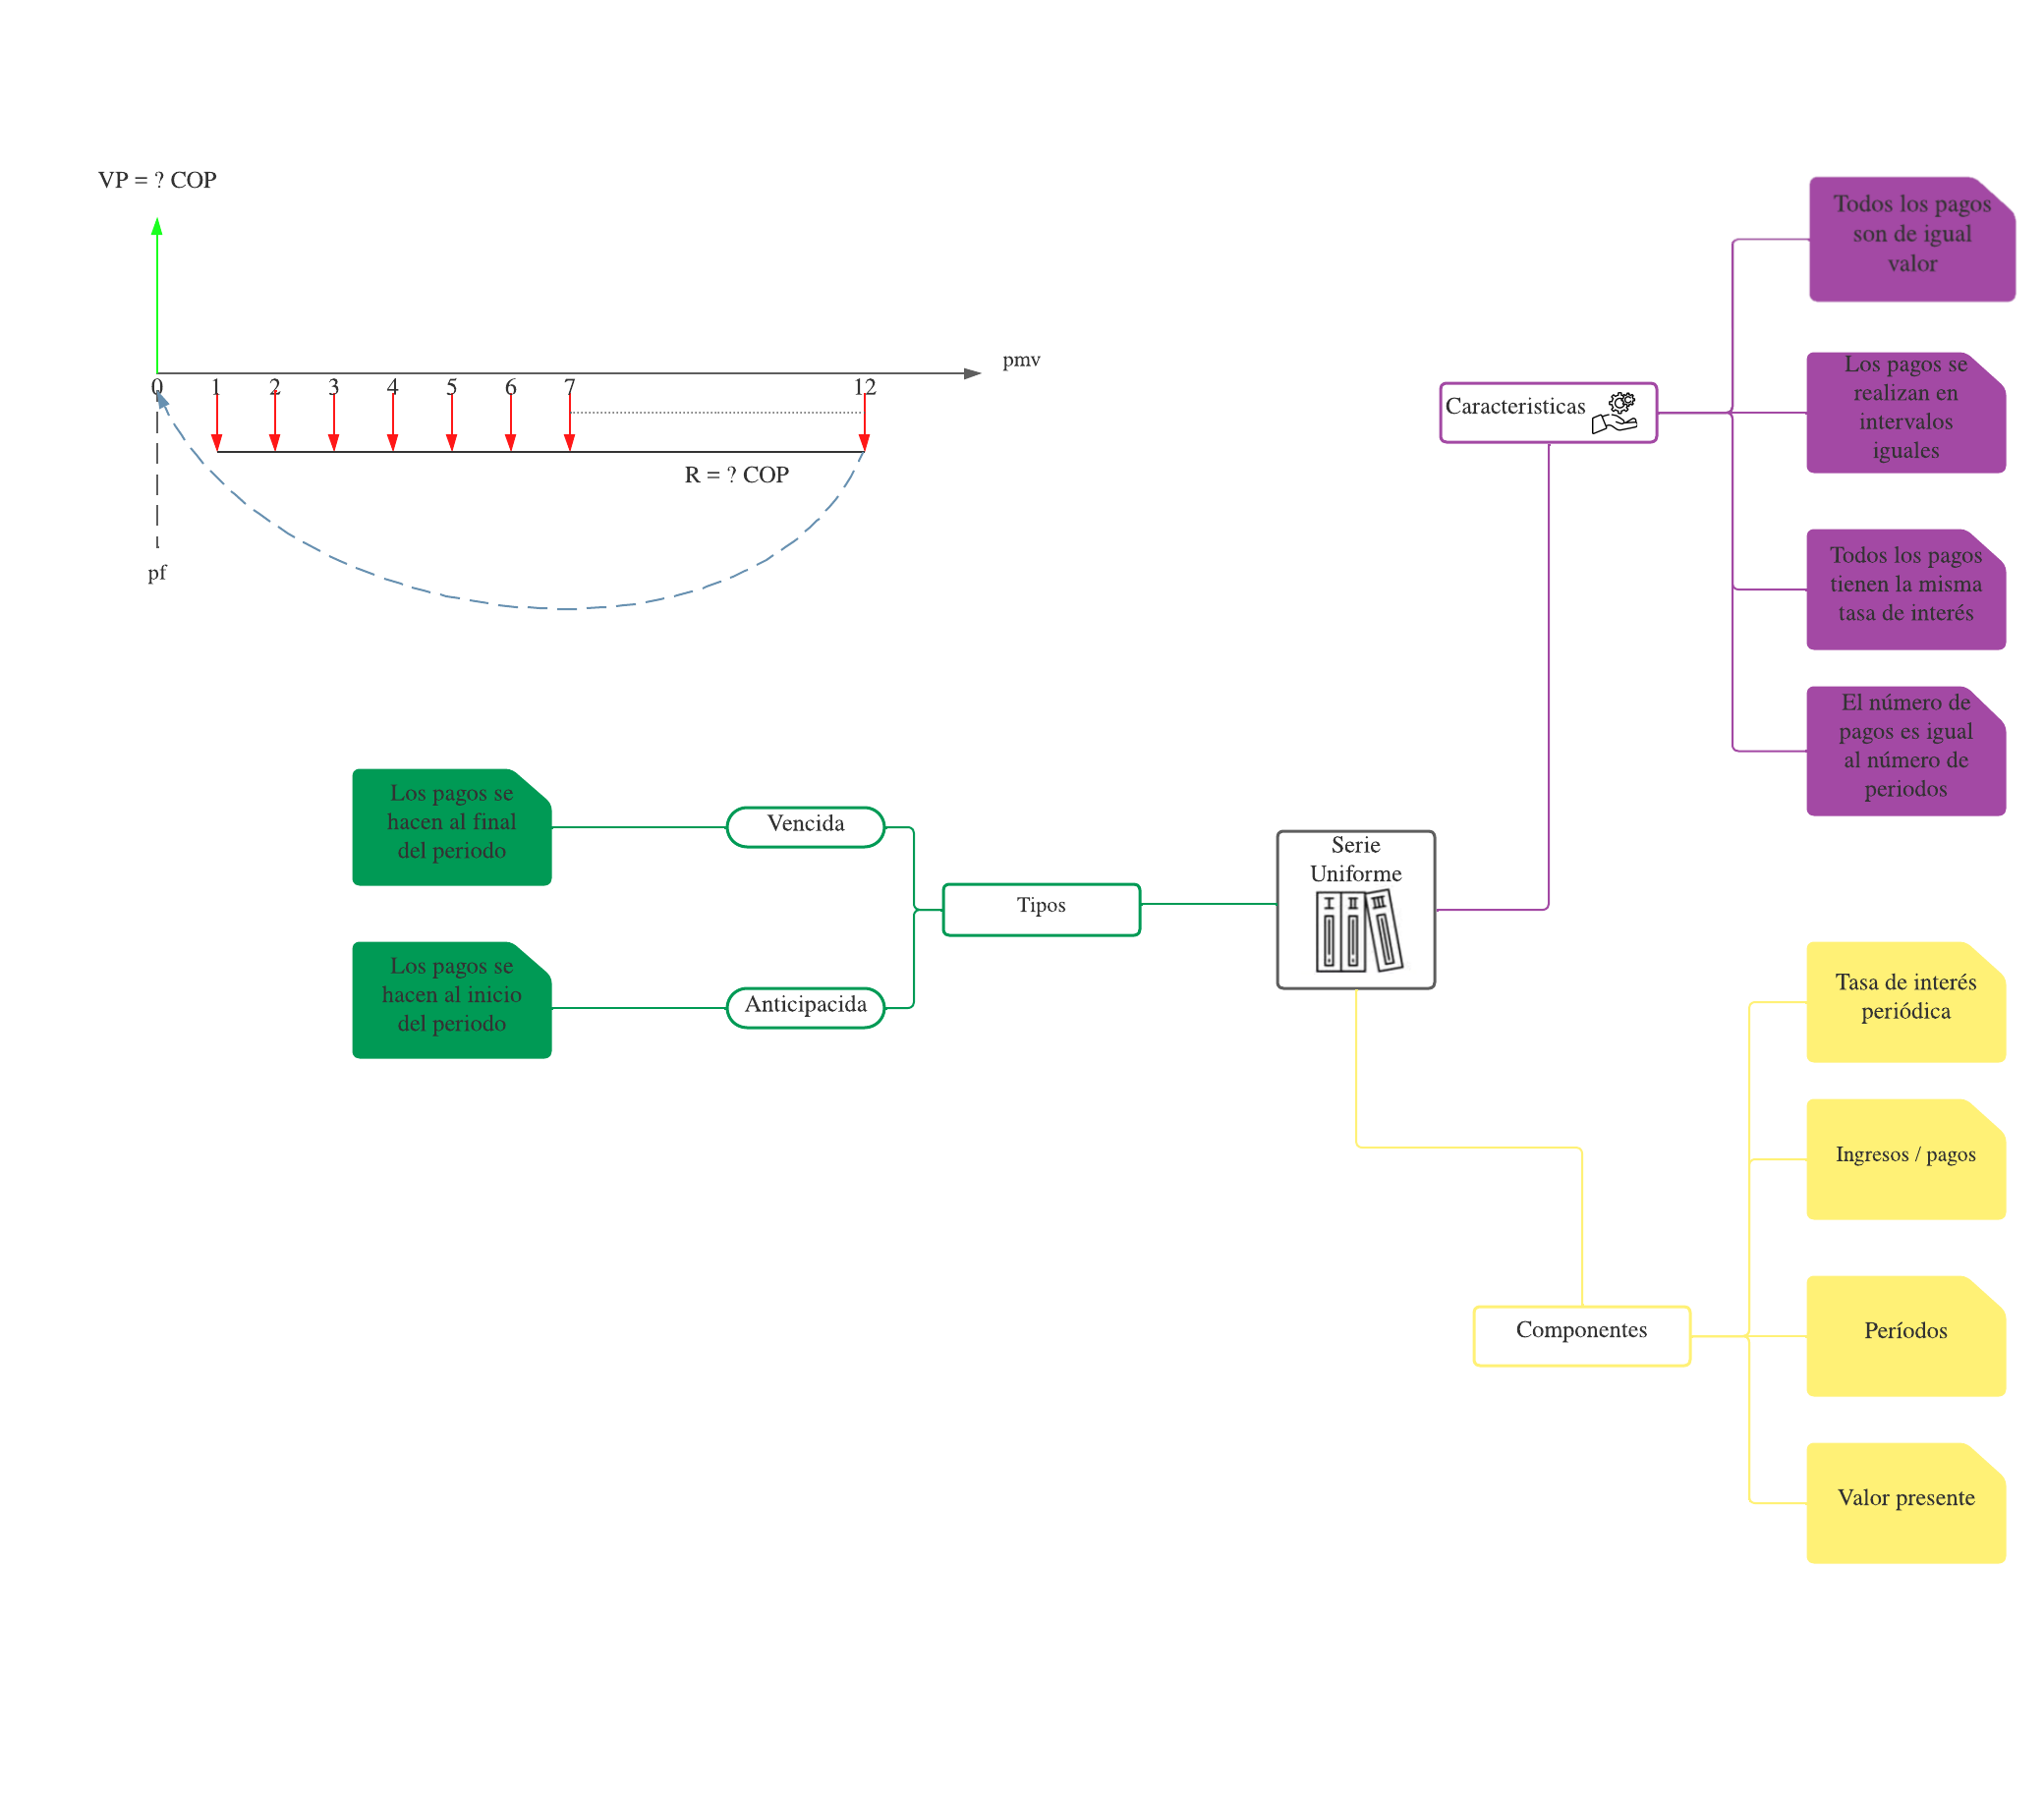 VP = ? COP
pmv
0 1 2 3 4 5 6 7 12
R = ? COP
pf
Todos los pagos
son de igual
valor
Caracteristicas
Los pagos se
realizan en
intervalos
iguales
Todos los pagos
tienen la misma
tasa de interés
El número de
pagos es igual
al número de
periodos
Los pagos se
hacen al final
del periodo
Vencida
Serie
Uniforme
I II III
Tipos
Los pagos se
hacen al inicio
del periodo
Anticipacida
Tasa de interés
periódica
Ingresos / pagos
Componentes
Períodos
Valor presente